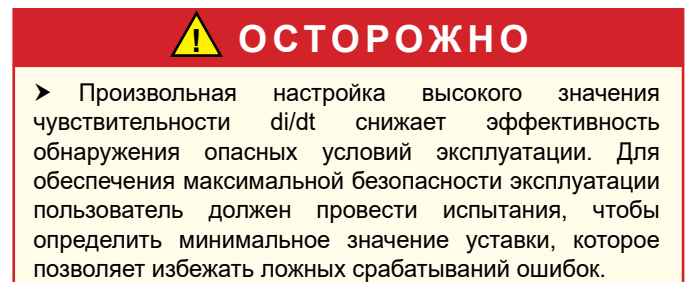 ОСТОРОЖНО
➤ Произвольная настройка высокого значения
чувствительности di/dt снижает эффективность
обнаружения опасных условий эксплуатации. Для
обеспечения максимальной безопасности эксплуатации
пользователь должен провести испытания, чтобы
определить минимальное значение уставки, которое
позволяет избежать ложных срабатываний ошибок.